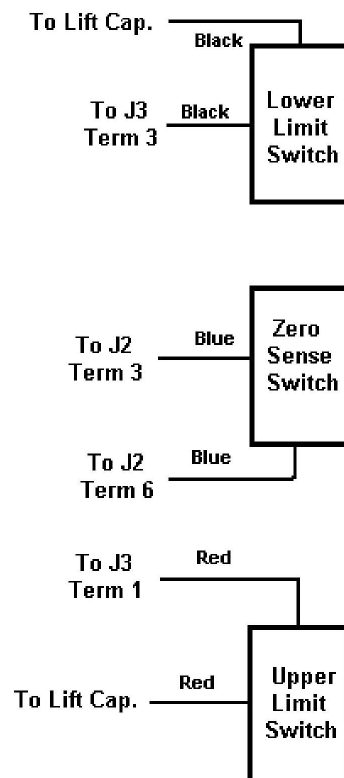 To Lift Cap.
Black
To J3
Term 3
Black
Lower
Limit
Switch
To J2
Term 3
Blue
Zero
Sense
Switch
To J2
Term 6
Blue
To J3
Term 1
Red
To Lift Cap.
Red
Upper
Limit
Switch